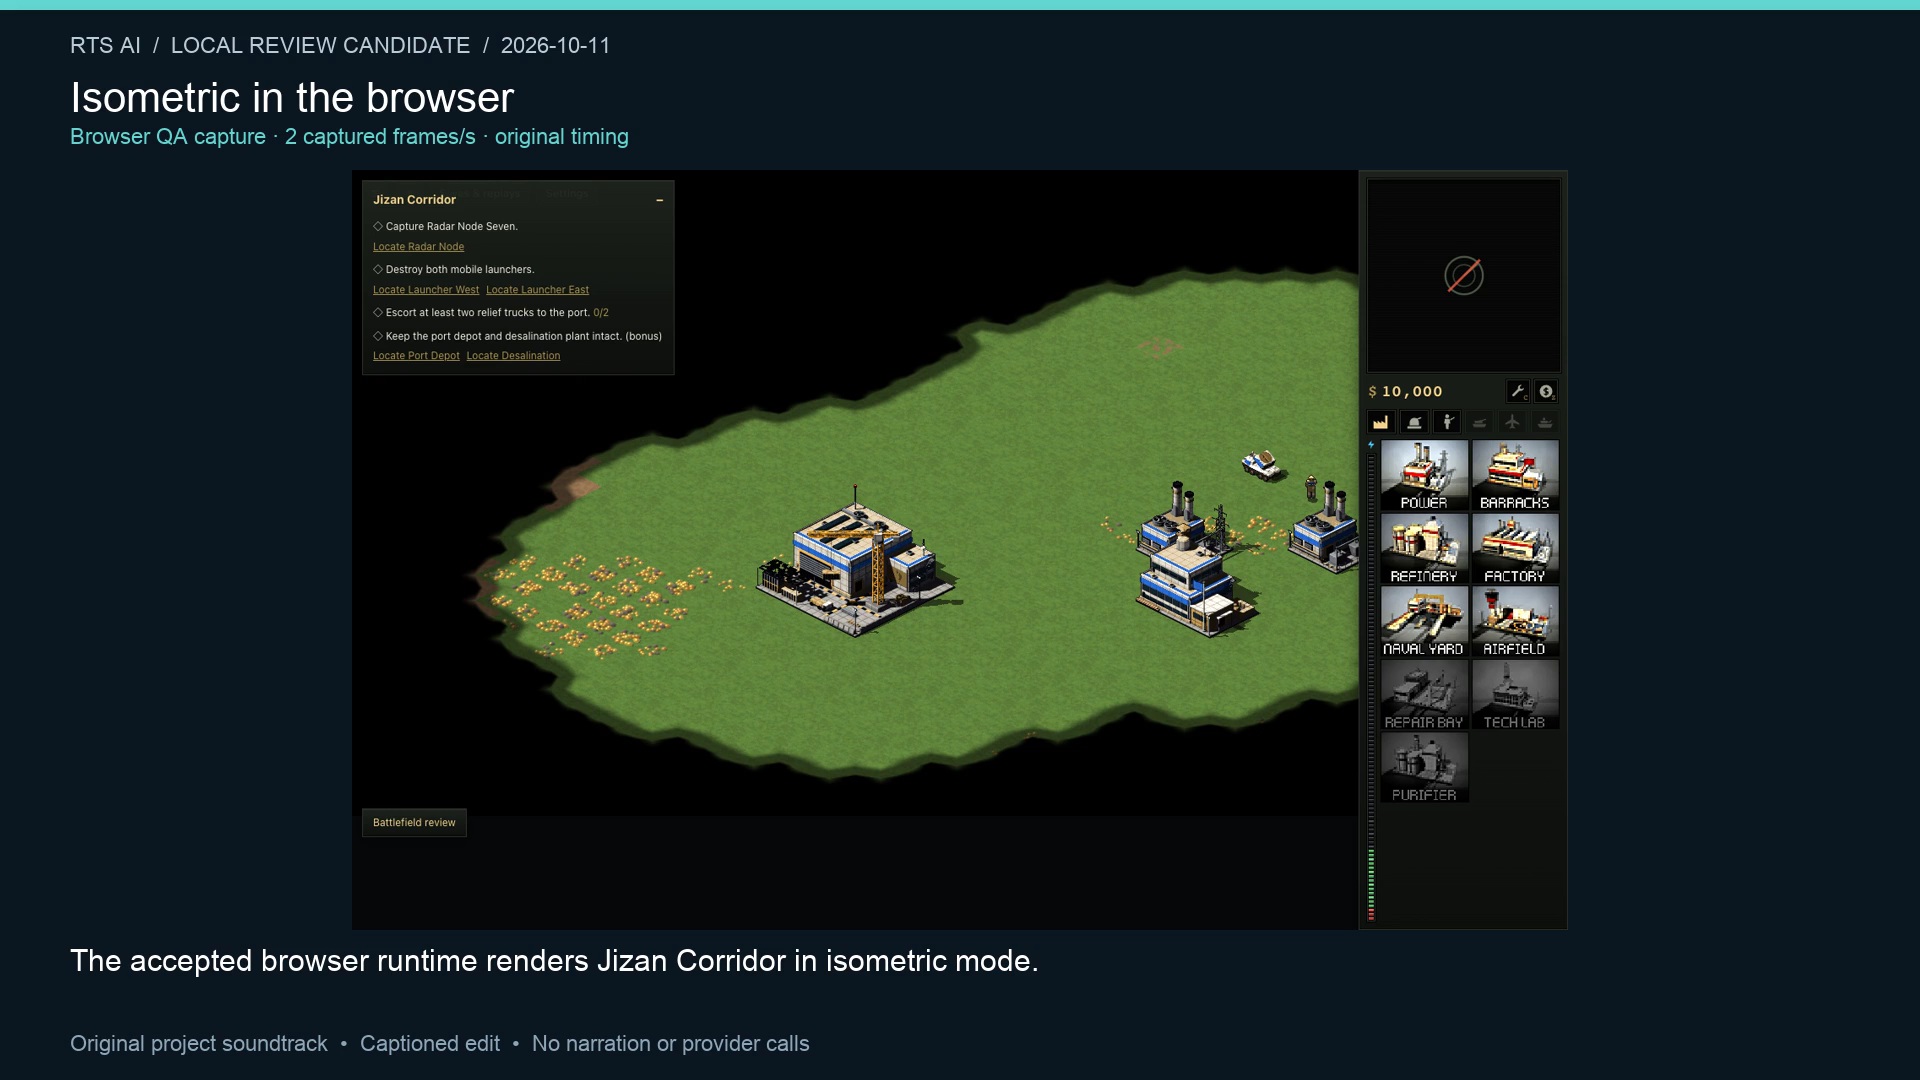 RTS AI / LOCAL REVIEW CANDIDATE / 2026-10-11
Isometric in the browser
Browser QA capture · 2 captured frames/s · original timing
Jizan Corridor –
◇ Capture Radar Node Seven.
Locate Radar Node
◇ Destroy both mobile launchers.
Locate Launcher West Locate Launcher East
◇ Escort at least two relief trucks to the port. 0/2
◇ Keep the port depot and desalination plant intact. (bonus)
Locate Port Depot Locate Desalination
$ 10,000
POWER BARRACKS
REFINERY FACTORY
NAVAL YARD AIRFIELD
REPAIR BAY TECH LAB
PURIFIER
Battlefield review
The accepted browser runtime renders Jizan Corridor in isometric mode.
Original project soundtrack • Captioned edit • No narration or provider calls